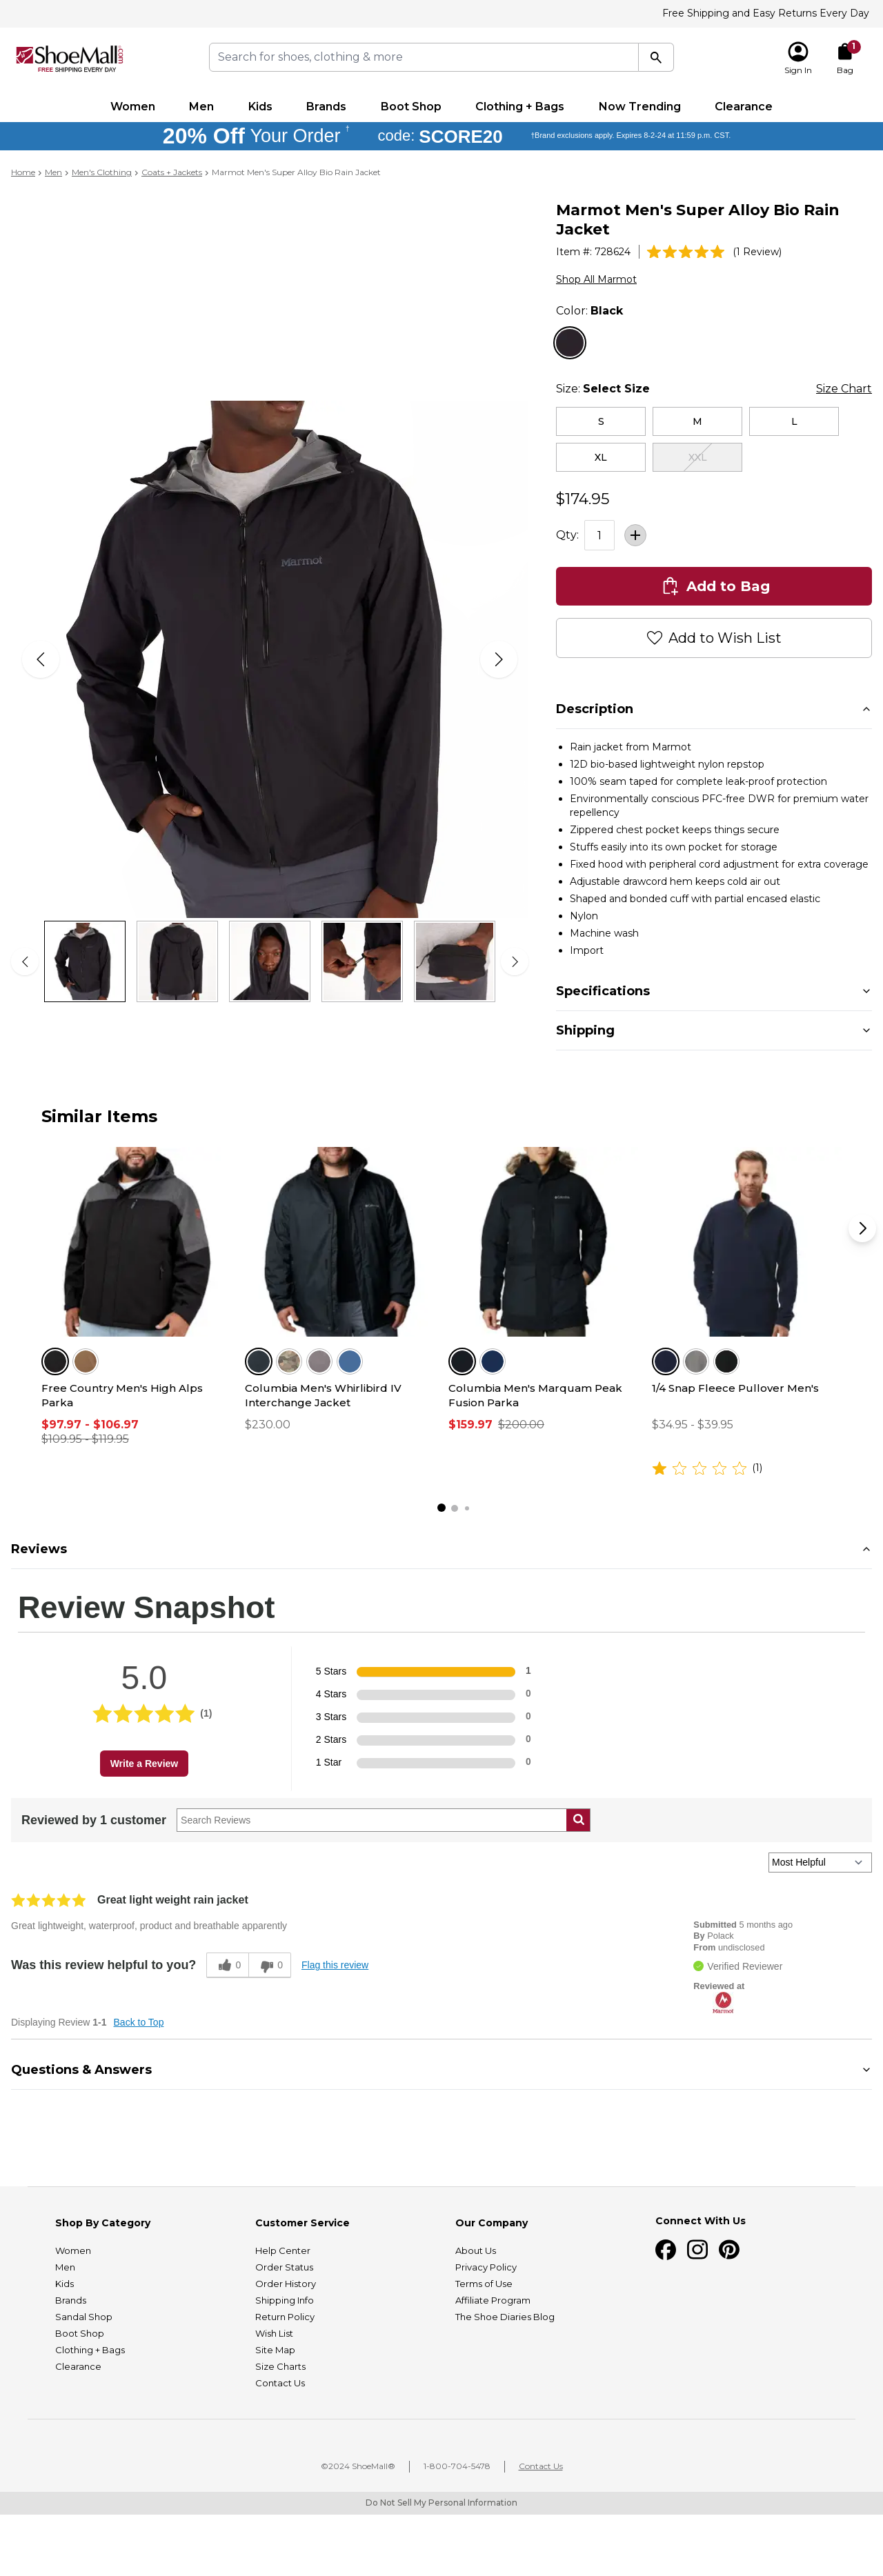 Free Shipping and Easy Returns Every Day
ShoeMall.com
FREE SHIPPING EVERY DAY
Search for shoes, clothing & more
Sign In
1
Bag
Women
Men
Kids
Brands
Boot Shop
Clothing + Bags
Now Trending
Clearance
20% Off Your Order † code: SCORE20 †Brand exclusions apply. Expires 8-2-24 at 11:59 p.m. CST.
Home > Men > Men's Clothing > Coats + Jackets > Marmot Men's Super Alloy Bio Rain Jacket
Marmot Men's Super Alloy Bio Rain
Jacket
Item #: 728624
(1 Review)
Shop All Marmot
Color: Black
Size: Select Size
Size Chart
S
M
L
XL
XXL
$174.95
Qty: 1
Add to Bag
Add to Wish List
Marmot
Description
• Rain jacket from Marmot
• 12D bio-based lightweight nylon repstop
• 100% seam taped for complete leak-proof protection
• Environmentally conscious PFC-free DWR for premium water
repellency
• Zippered chest pocket keeps things secure
• Stuffs easily into its own pocket for storage
• Fixed hood with peripheral cord adjustment for extra coverage
• Adjustable drawcord hem keeps cold air out
• Shaped and bonded cuff with partial encased elastic
• Nylon
• Machine wash
• Import
Specifications
Shipping
Similar Items
Free Country Men's High Alps
Parka
$97.97 - $106.97
$109.95 - $119.95
Columbia Men's Whirlibird IV
Interchange Jacket
$230.00
Columbia Men's Marquam Peak
Fusion Parka
$159.97 $200.00
1/4 Snap Fleece Pullover Men's
$34.95 - $39.95
(1)
Reviews
Review Snapshot
5.0
(1)
Write a Review
5 Stars 1
4 Stars 0
3 Stars 0
2 Stars 0
1 Star 0
Reviewed by 1 customer
Search Reviews
Most Helpful
Great light weight rain jacket
Great lightweight, waterproof, product and breathable apparently
Was this review helpful to you? 0 0 Flag this review
Submitted 5 months ago
By Polack
From undisclosed
Verified Reviewer
Reviewed at
Marmot
Displaying Review 1-1 Back to Top
Questions & Answers
Shop By Category
Women
Men
Kids
Brands
Sandal Shop
Boot Shop
Clothing + Bags
Clearance
Customer Service
Help Center
Order Status
Order History
Shipping Info
Return Policy
Wish List
Site Map
Size Charts
Contact Us
Our Company
About Us
Privacy Policy
Terms of Use
Affiliate Program
The Shoe Diaries Blog
Connect With Us
©2024 ShoeMall®
1-800-704-5478
Contact Us
Do Not Sell My Personal Information